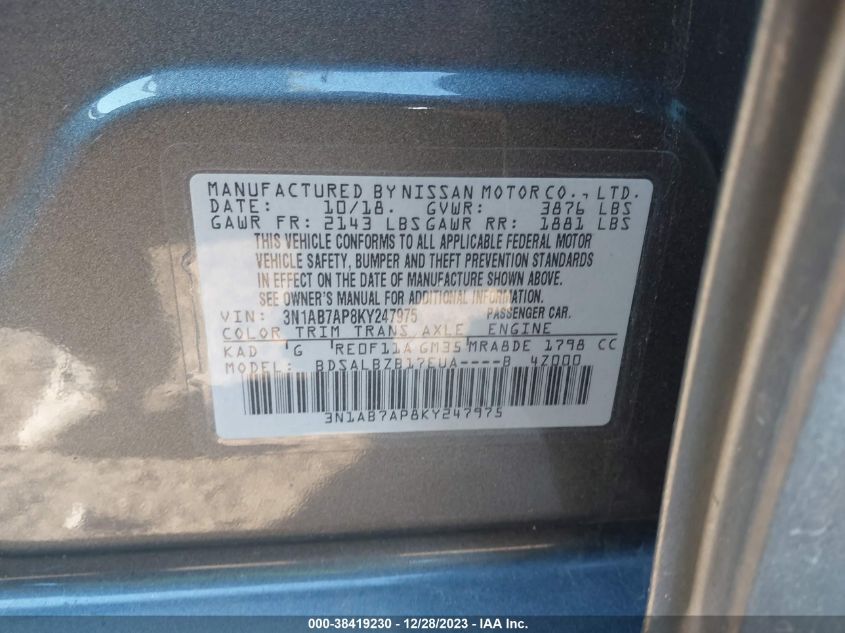 MANUFACTURED BY NISSAN MOTOR CO., LTD.
DATE: 10/18. GVWR: 3876 LBS
GAWR FR: 2143 LBS GAWR RR: 1881 LBS
THIS VEHICLE CONFORMS TO ALL APPLICABLE FEDERAL MOTOR
VEHICLE SAFETY, BUMPER AND THEFT PREVENTION STANDARDS
IN EFFECT ON THE DATE OF MANUFACTURE SHOWN ABOVE.
SEE OWNER'S MANUAL FOR ADDITIONAL INFORMATION.
VIN: 3N1AB7AP8KY247975 PASSENGER CAR.
COLOR TRIM TRANS AXLE ENGINE
KAD G RE0F11A GM35 MRA8DE 1798 CC
MODEL: BDSALBZB17EUA----B 4Z000
3N1AB7AP8KY247975
000-38419230 - 12/28/2023 - IAA Inc.